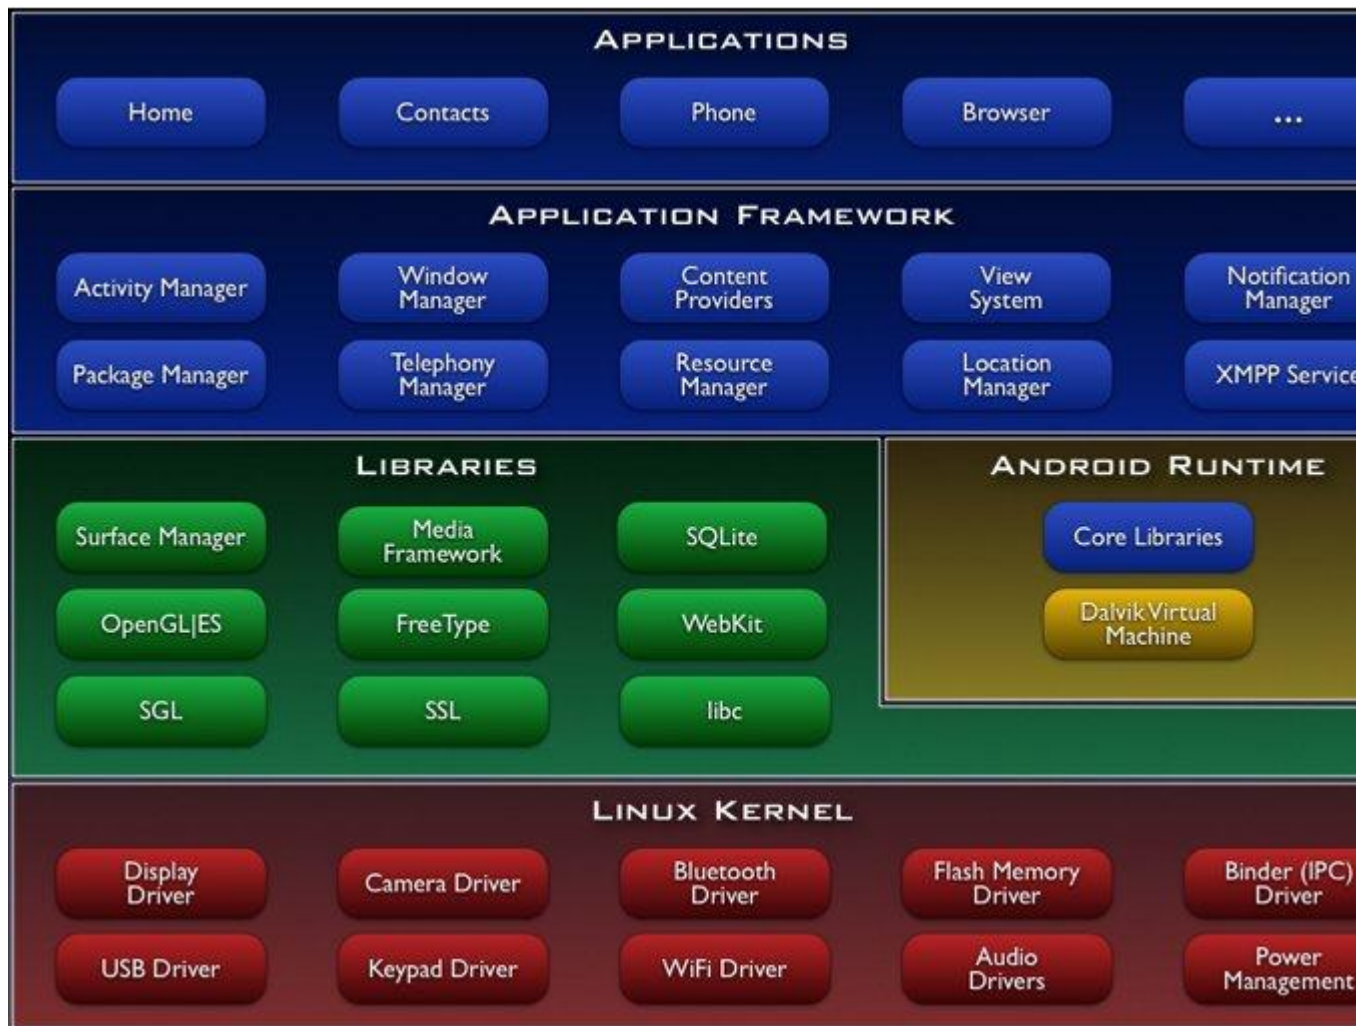 APPLICATIONS
Home
Contacts
Phone
Browser
...
APPLICATION FRAMEWORK
Activity Manager
Window
Manager
Content
Providers
View
System
Notification
Manager
Package Manager
Telephony
Manager
Resource
Manager
Location
Manager
XMPP Service
LIBRARIES
Surface Manager
Media
Framework
SQLite
OpenGL|ES
FreeType
WebKit
SGL
SSL
libc
ANDROID RUNTIME
Core Libraries
Dalvik Virtual
Machine
LINUX KERNEL
Display
Driver
Camera Driver
Bluetooth
Driver
Flash Memory
Driver
Binder (IPC)
Driver
USB Driver
Keypad Driver
WiFi Driver
Audio
Drivers
Power
Management